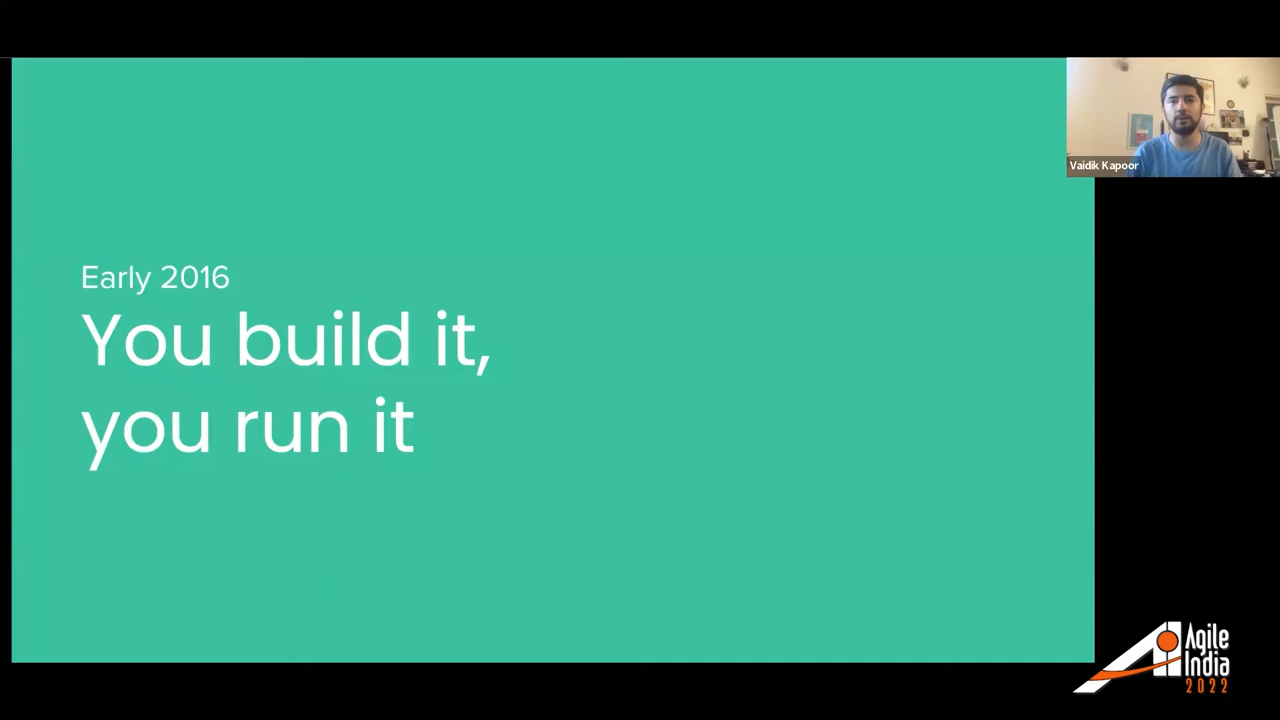 Early 2016
You build it,
you run it
Vaidik Kapoor
Agile
India
2022